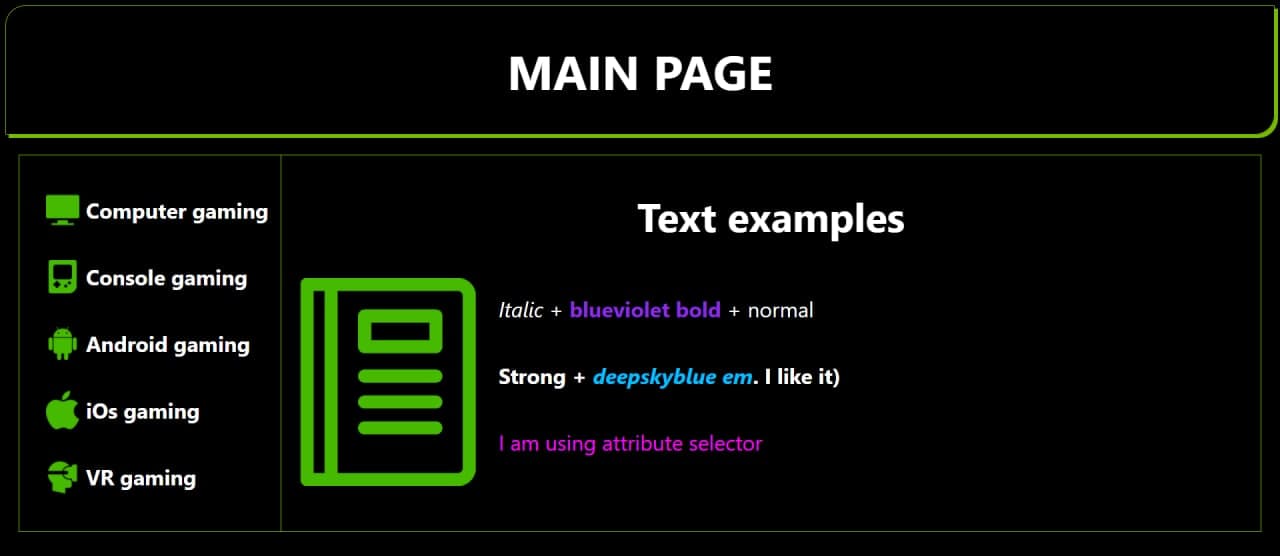 MAIN PAGE
Computer gaming
Console gaming
Android gaming
iOs gaming
VR gaming
Text examples
Italic + blueviolet bold + normal
Strong + deepskyblue em. I like it)
I am using attribute selector